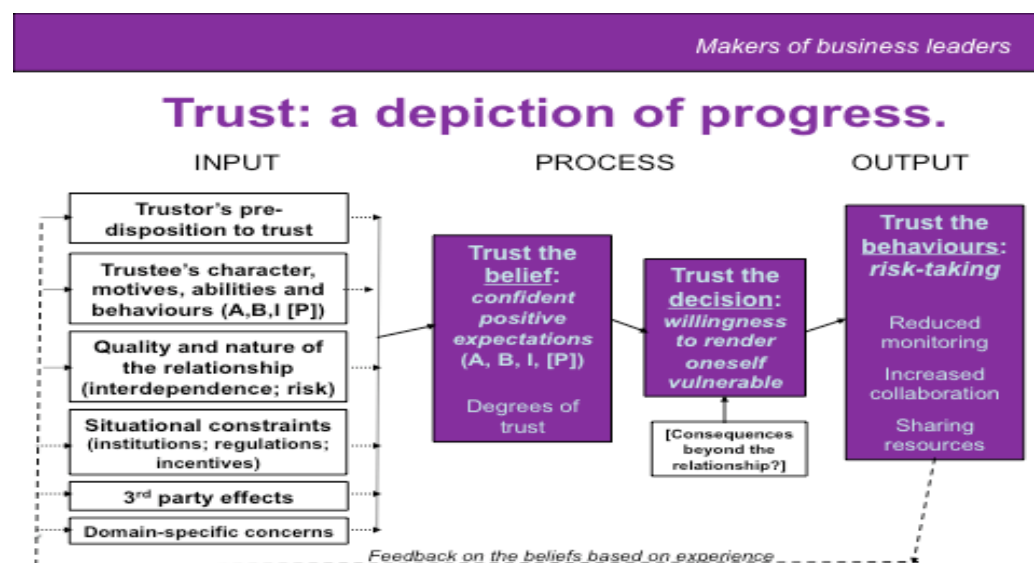 Makers of business leaders
Trust: a depiction of progress.
INPUT
PROCESS
OUTPUT
Trustor's pre-
disposition to trust
Trustee's character,
motives, abilities and
behaviours (A,B,I [P])
Quality and nature of
the relationship
(interdependence; risk)
Situational constraints
(institutions; regulations;
incentives)
3rd party effects
Domain-specific concerns
Trust the
belief:
confident
positive
expectations
(A, B, I, [P])
Degrees of
trust
Trust the
decision:
willingness
to render
oneself
vulnerable
[Consequences
beyond the
relationship?]
Trust the
behaviours:
risk-taking
Reduced
monitoring
Increased
collaboration
Sharing
resources
Feedback on the beliefs based on experience